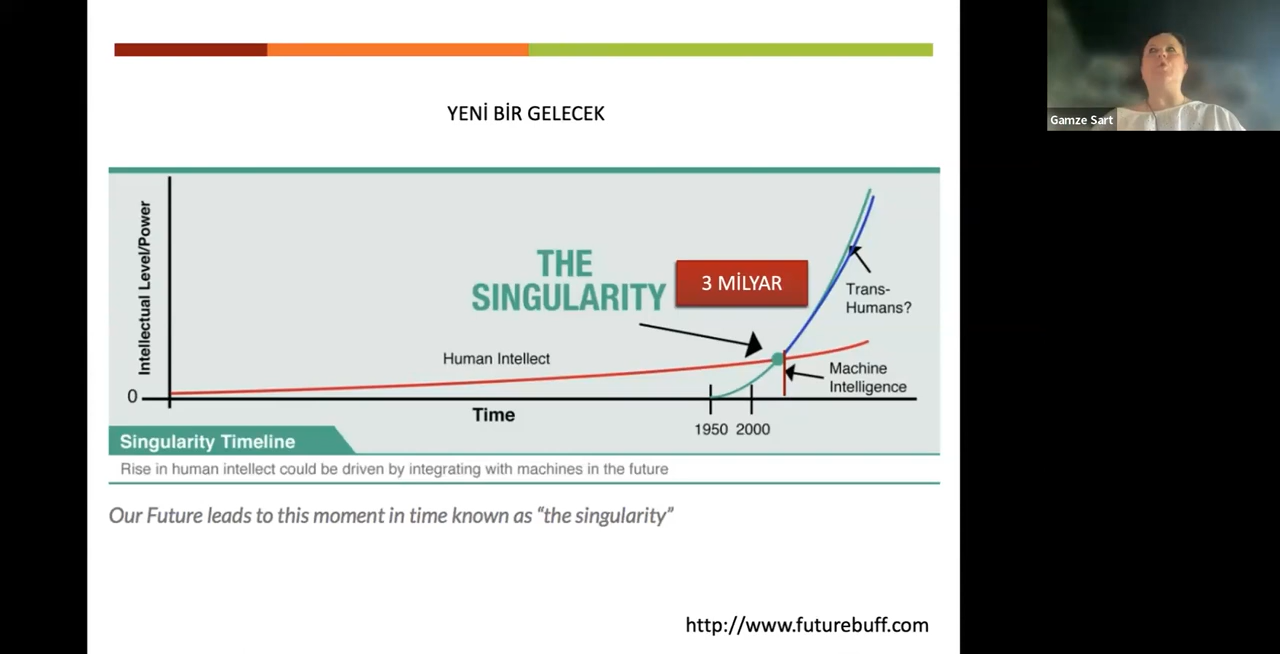 YENİ BİR GELECEK
Gamze Sart
Intellectual Level/Power
THE
SINGULARITY
3 MİLYAR
Trans-
Humans?
Human Intellect
Machine
Intelligence
0
Time
1950 2000
Singularity Timeline
Rise in human intellect could be driven by integrating with machines in the future
Our Future leads to this moment in time known as “the singularity”
http://www.futurebuff.com